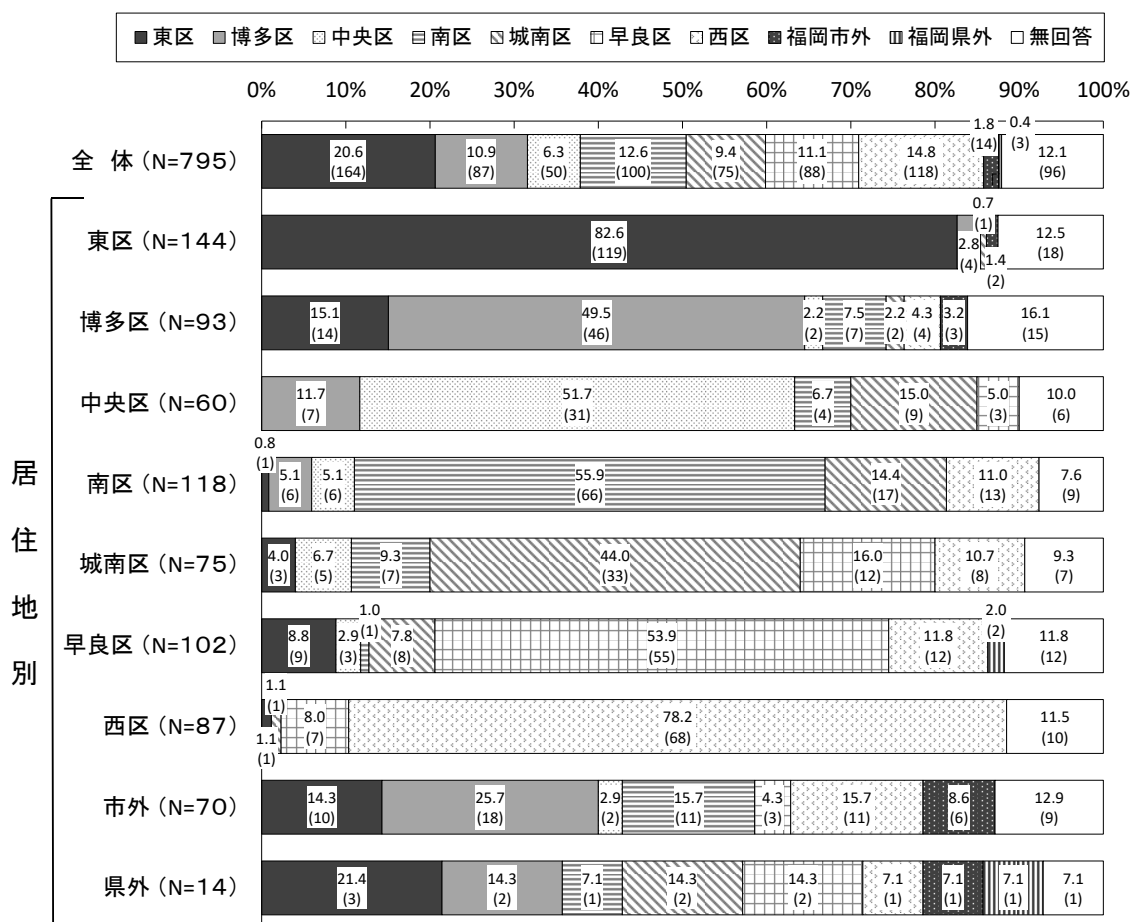 ■東区 ■博多区 中央区 南区 城南区 早良区 西区 福岡市外 福岡県外 無回答
0% 10% 20% 30% 40% 50% 60% 70% 80% 90% 100%
全 体 (N=795)
20.6 10.9 6.3 12.6 9.4 11.1 14.8 1.8 0.4 12.1
(164) (87) (50) (100) (75) (88) (118) (14) (3) (96)
東区 (N=144)
82.6 2.8 0.7 1.4 12.5
(119) (4) (1) (2) (18)
博多区 (N=93)
15.1 49.5 2.2 7.5 2.2 4.3 3.2 16.1
(14) (46) (2) (7) (2) (4) (3) (15)
中央区 (N=60)
11.7 51.7 6.7 15.0 5.0 10.0
(7) (31) (4) (9) (3) (6)
南区 (N=118)
0.8 5.1 5.1 55.9 14.4 11.0 7.6
(1) (6) (6) (66) (17) (13) (9)
城南区 (N=75)
4.0 6.7 9.3 44.0 16.0 10.7 9.3
(3) (5) (7) (33) (12) (8) (7)
早良区 (N=102)
8.8 2.9 1.0 7.8 53.9 11.8 2.0 11.8
(9) (3) (1) (8) (55) (12) (2) (12)
西区 (N=87)
1.1 1.1 8.0 78.2 11.5
(1) (1) (7) (68) (10)
市外 (N=70)
14.3 25.7 2.9 15.7 4.3 15.7 8.6 12.9
(10) (18) (2) (11) (3) (11) (6) (9)
県外 (N=14)
21.4 14.3 7.1 14.3 14.3 7.1 7.1 7.1 7.1
(3) (2) (1) (2) (2) (1) (1) (1) (1)
居住地別